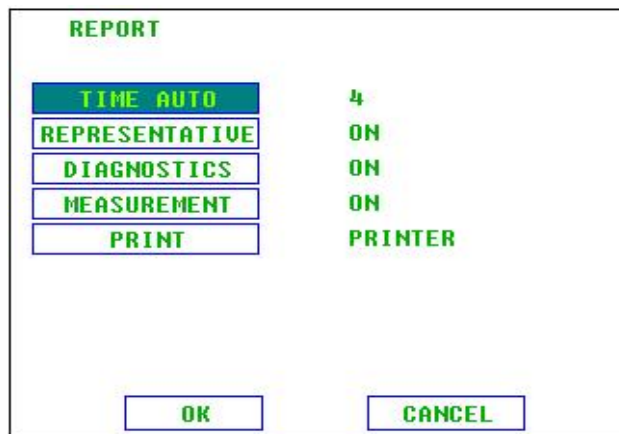 REPORT
TIME AUTO 4
REPRESENTATIVE ON
DIAGNOSTICS ON
MEASUREMENT ON
PRINT PRINTER
OK CANCEL